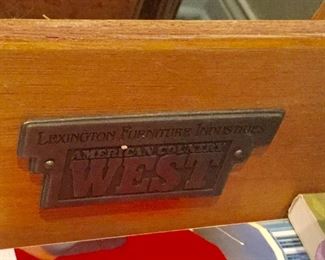 LEXINGTON FURNITURE INDUSTRIES
AMERICAN COUNTRY
WEST